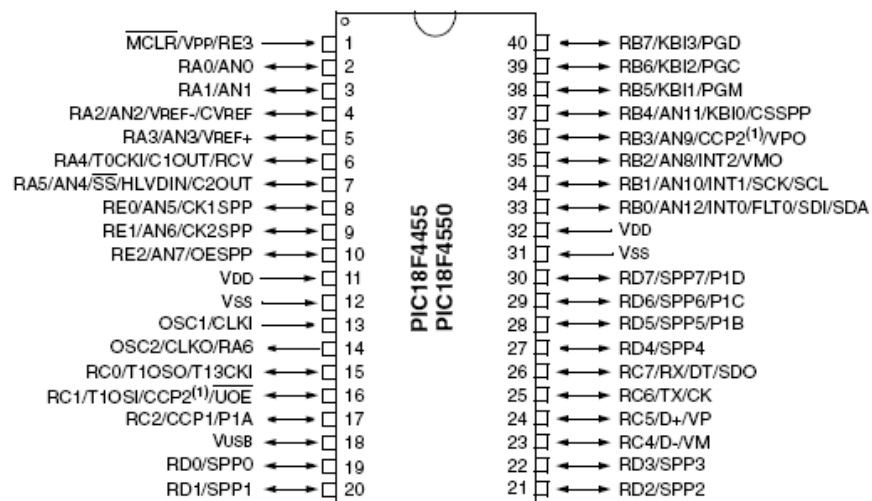 MCLR/VPP/RE3 1 40 RB7/KBI3/PGD
RA0/AN0 2 39 RB6/KBI2/PGC
RA1/AN1 3 38 RB5/KBI1/PGM
RA2/AN2/VREF-/CVREF 4 37 RB4/AN11/KBI0/CSSPP
RA3/AN3/VREF+ 5 36 RB3/AN9/CCP2(1)/VPO
RA4/T0CKI/C1OUT/RCV 6 35 RB2/AN8/INT2/VMO
RA5/AN4/SS/HLVDIN/C2OUT 7 34 RB1/AN10/INT1/SCK/SCL
RE0/AN5/CK1SPP 8 33 RB0/AN12/INT0/FLT0/SDI/SDA
RE1/AN6/CK2SPP 9 32 VDD
RE2/AN7/OESPP 10 31 VSS
VDD 11 30 RD7/SPP7/P1D
VSS 12 29 RD6/SPP6/P1C
OSC1/CLKI 13 28 RD5/SPP5/P1B
OSC2/CLKO/RA6 14 27 RD4/SPP4
RC0/T1OSO/T13CKI 15 26 RC7/RX/DT/SDO
RC1/T1OSI/CCP2(1)/UOE 16 25 RC6/TX/CK
RC2/CCP1/P1A 17 24 RC5/D+/VP
VUSB 18 23 RC4/D-/VM
RD0/SPP0 19 22 RD3/SPP3
RD1/SPP1 20 21 RD2/SPP2
PIC18F4455
PIC18F4550